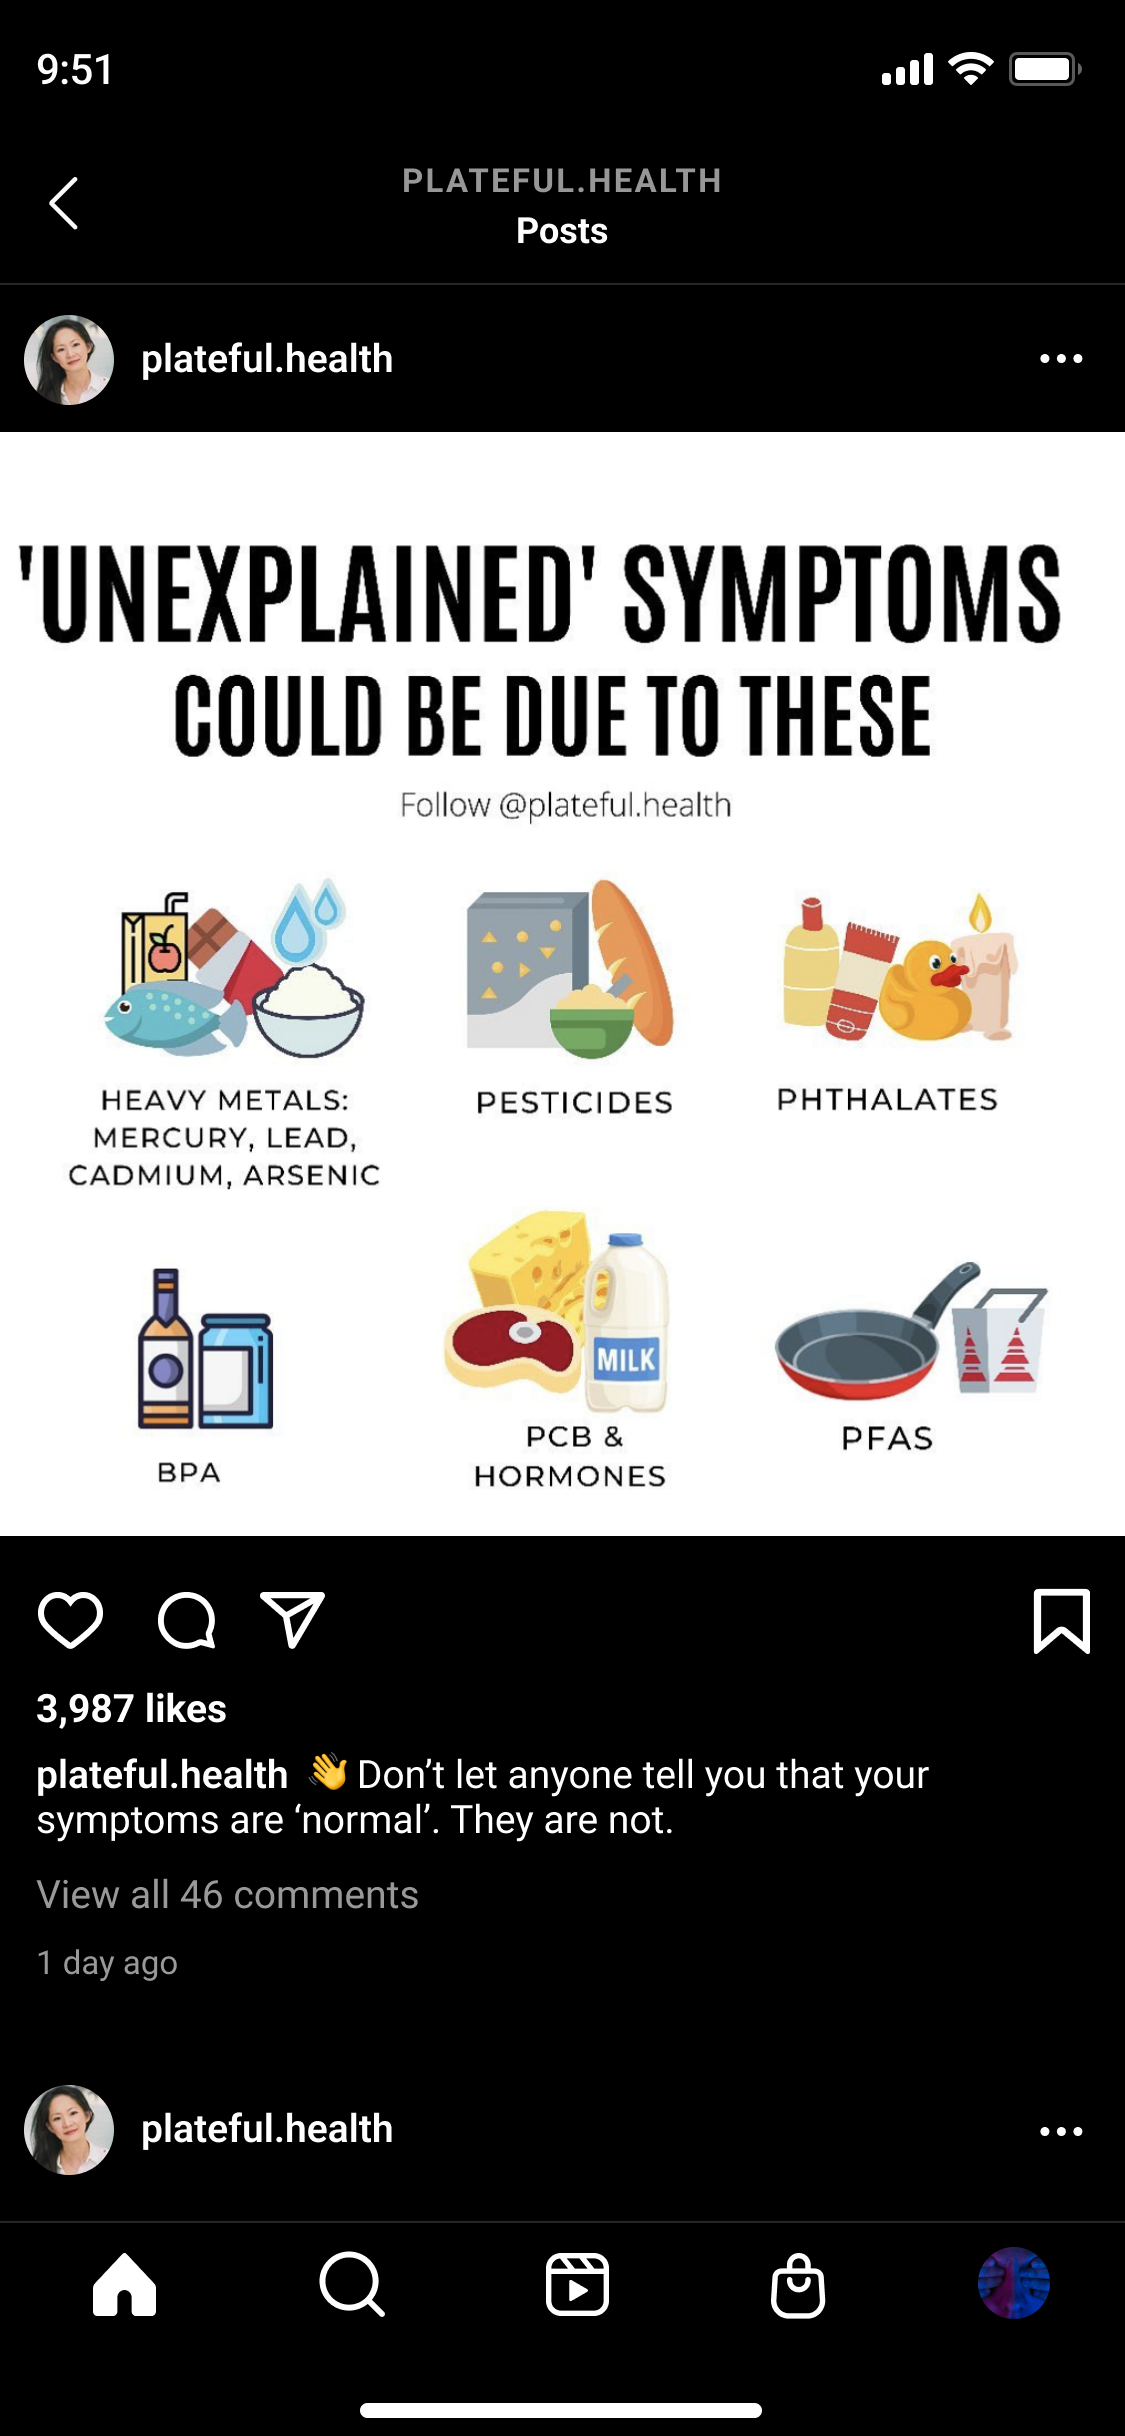 9:51
PLATEFUL.HEALTH
Posts
plateful.health
'UNEXPLAINED' SYMPTOMS
COULD BE DUE TO THESE
Follow @plateful.health
HEAVY METALS:
MERCURY, LEAD,
CADMIUM, ARSENIC
PESTICIDES
PHTHALATES
BPA
MILK
PCB &
HORMONES
PFAS
3,987 likes
plateful.health 👋 Don’t let anyone tell you that your
symptoms are ‘normal’. They are not.
View all 46 comments
1 day ago
plateful.health